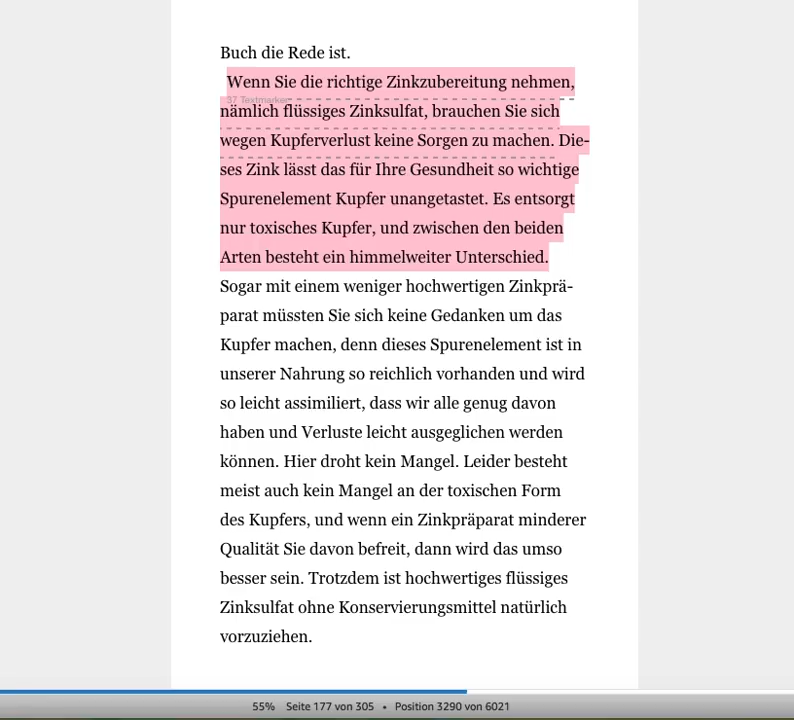 Buch die Rede ist.
Wenn Sie die richtige Zinkzubereitung nehmen,
37 Textmarker
nämlich flüssiges Zinksulfat, brauchen Sie sich
wegen Kupferverlust keine Sorgen zu machen. Die-
ses Zink lässt das für Ihre Gesundheit so wichtige
Spurenelement Kupfer unangetastet. Es entsorgt
nur toxisches Kupfer, und zwischen den beiden
Arten besteht ein himmelweiter Unterschied.
Sogar mit einem weniger hochwertigen Zinkprä-
parat müssten Sie sich keine Gedanken um das
Kupfer machen, denn dieses Spurenelement ist in
unserer Nahrung so reichlich vorhanden und wird
so leicht assimiliert, dass wir alle genug davon
haben und Verluste leicht ausgeglichen werden
können. Hier droht kein Mangel. Leider besteht
meist auch kein Mangel an der toxischen Form
des Kupfers, und wenn ein Zinkpräparat minderer
Qualität Sie davon befreit, dann wird das umso
besser sein. Trotzdem ist hochwertiges flüssiges
Zinksulfat ohne Konservierungsmittel natürlich
vorzuziehen.
55% Seite 177 von 305 • Position 3290 von 6021